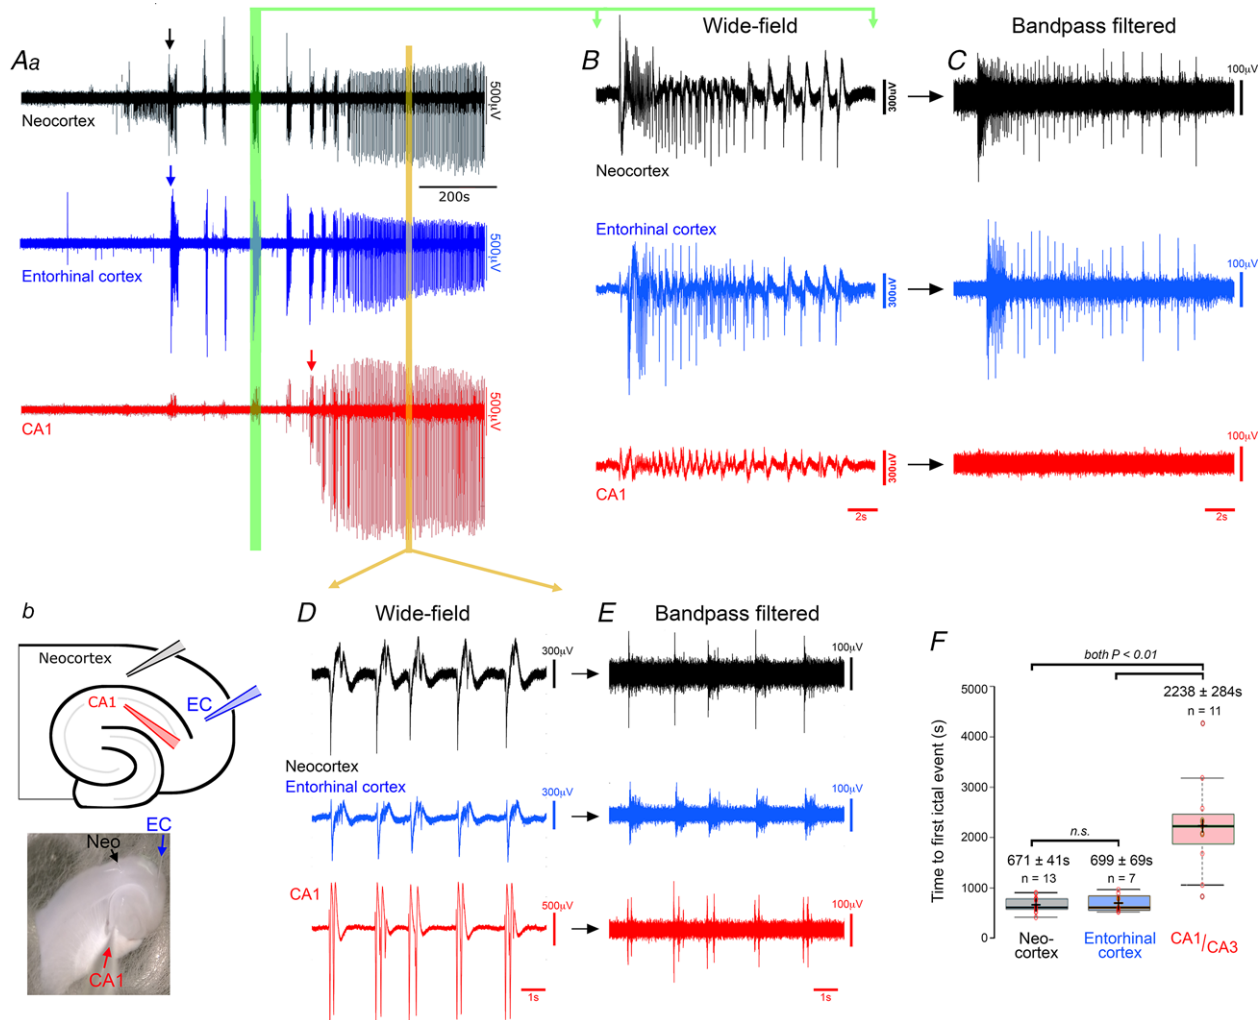 Aa
500µV
Neocortex
200s
500µV
Entorhinal cortex
500µV
CA1
B
Wide-field
300uV
Neocortex
Entorhinal cortex
300uV
300uV
CA1
2s
C
Bandpass filtered
100µV
100µV
100µV
2s
b
Neocortex
CA1
EC
EC
Neo
CA1
D
Wide-field
300µV
Neocortex
Entorhinal cortex
300µV
CA1
500µV
1s
E
Bandpass filtered
100µV
100µV
100µV
1s
F
both P < 0.01
2238 ± 284s
n = 11
n.s.
671 ± 41s
699 ± 69s
n = 13
n = 7
Time to first ictal event (s)
5000
4000
3000
2000
1000
0
Neo-
cortex
Entorhinal
cortex
CA1/CA3